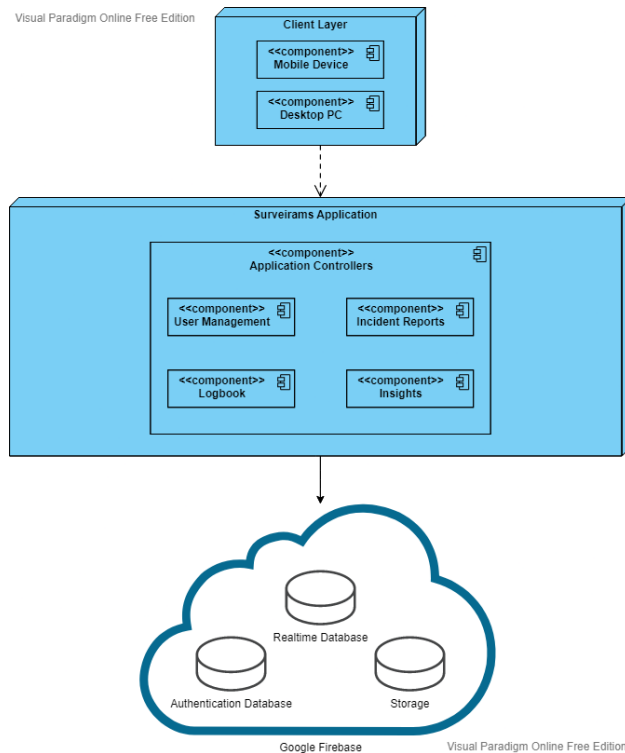 Visual Paradigm Online Free Edition
Client Layer
<<component>>
Mobile Device
<<component>>
Desktop PC
Surveirams Application
<<component>>
Application Controllers
<<component>>
User Management
<<component>>
Incident Reports
<<component>>
Logbook
<<component>>
Insights
Realtime Database
Authentication Database
Storage
Google Firebase
Visual Paradigm Online Free Edition